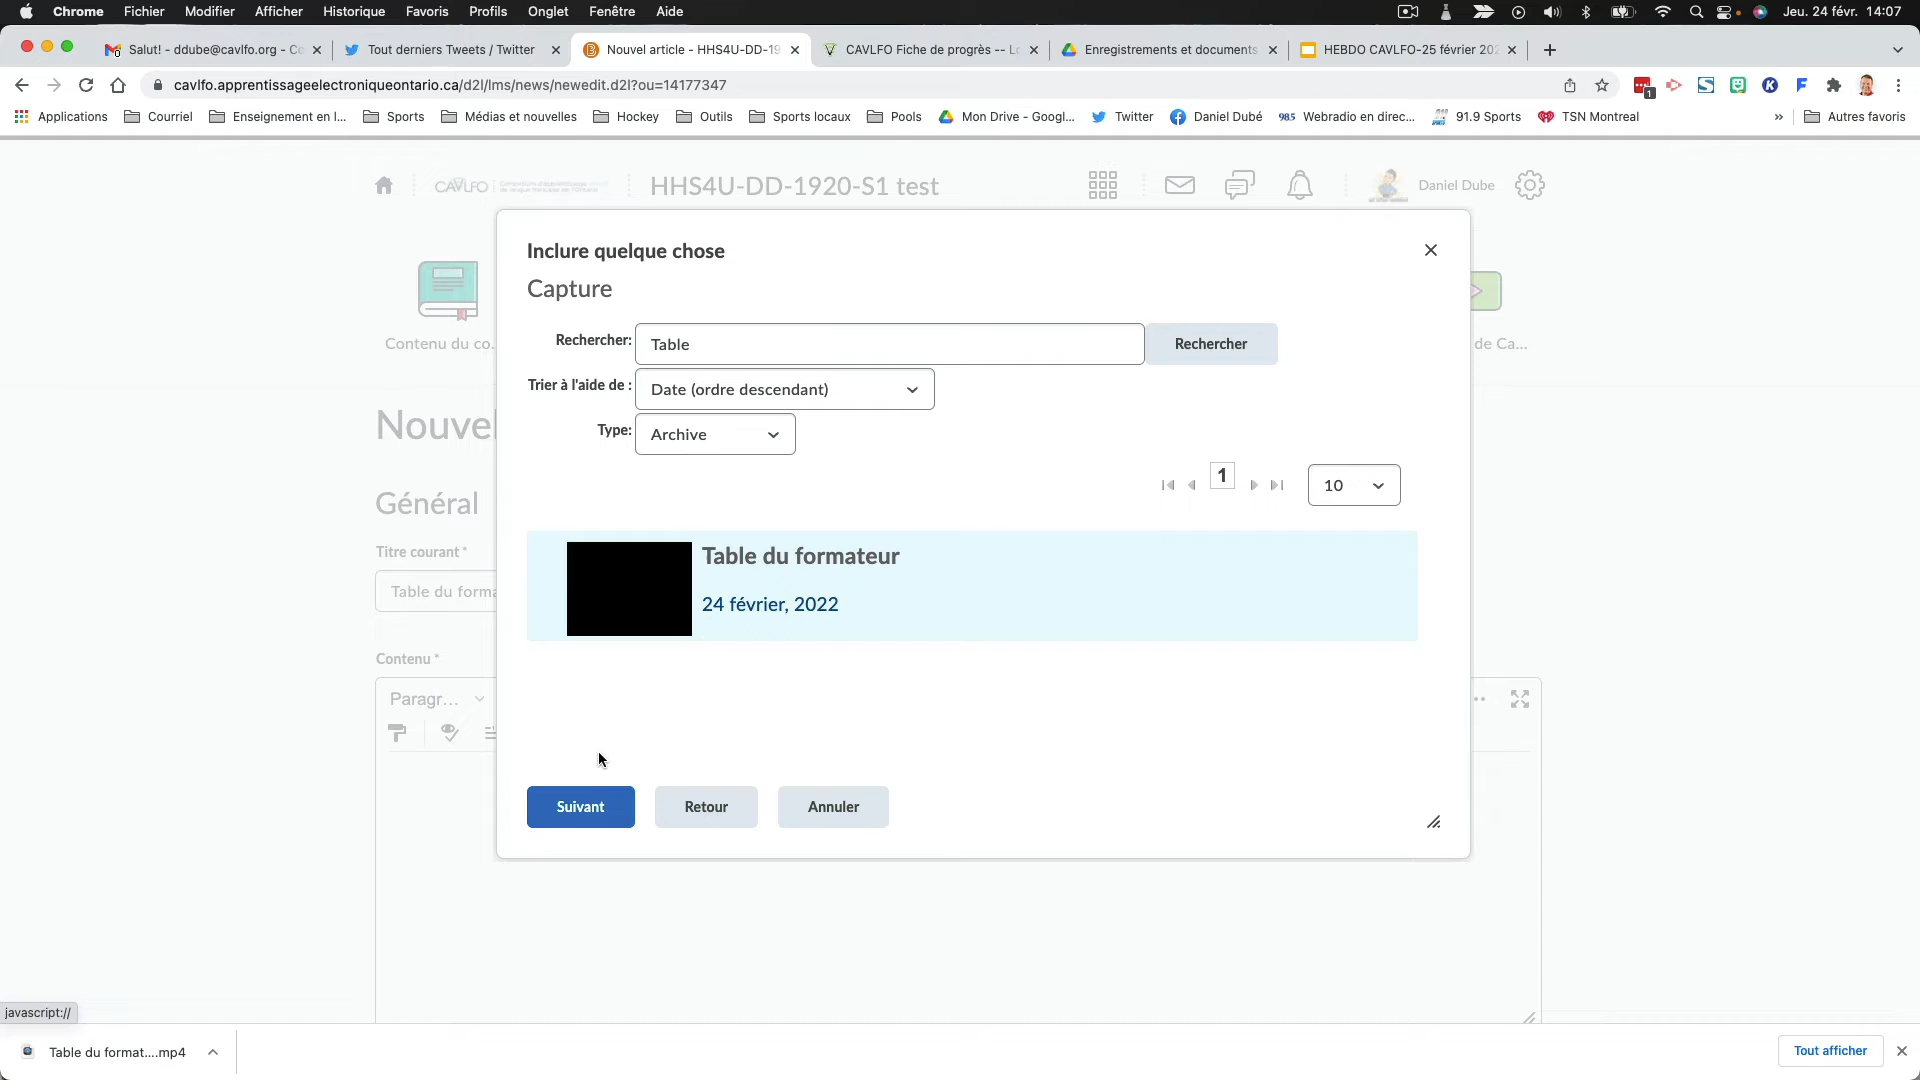 Chrome Fichier Modifier Afficher Historique Favoris Profils Onglet Fenêtre Aide Jeu. 24 févr. 14:07
Salut! - ddube@cavlfo.org - C Tout derniers Tweets / Twitter Nouvel article - HHS4U-DD-19 CAVLFO Fiche de progrès -- L Enregistrements et documents HEBDO CAVLFO-25 février 202
cavlfo.apprentissageelectroniqueontario.ca/d2l/lms/news/newedit.d2l?ou=14177347
Applications Courriel Enseignement en l... Sports Médias et nouvelles Hockey Outils Sports locaux Pools Mon Drive - Googl... Twitter Daniel Dubé 98.5 Webradio en direc... 91.9 Sports TSN Montreal » Autres favoris
CAVLFO HHS4U-DD-1920-S1 test Daniel Dube
Inclure quelque chose
Capture
Rechercher: Table Rechercher
Contenu du co... de Ca...
Trier à l'aide de : Date (ordre descendant)
Type: Archive
Nouvel
1 10
Général
Titre courant *
Table du forma
Table du formateur
24 février, 2022
Contenu *
Paragr...
Suivant Retour Annuler
javascript://
Table du format....mp4 Tout afficher